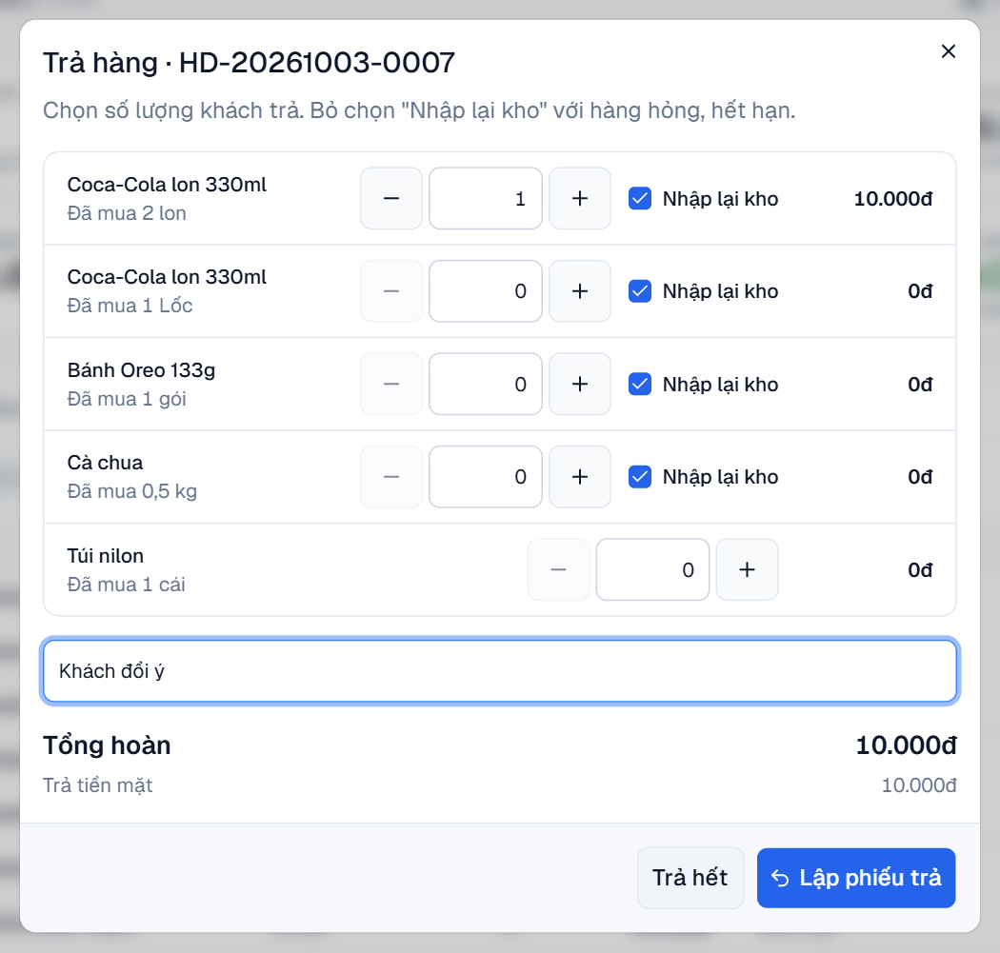 Trả hàng · HD-20261003-0007
Chọn số lượng khách trả. Bỏ chọn "Nhập lại kho" với hàng hỏng, hết hạn.
Coca-Cola lon 330ml
Đã mua 2 lon
1
Nhập lại kho
10.000đ
Coca-Cola lon 330ml
Đã mua 1 Lốc
0
Nhập lại kho
0đ
Bánh Oreo 133g
Đã mua 1 gói
0
Nhập lại kho
0đ
Cà chua
Đã mua 0,5 kg
0
Nhập lại kho
0đ
Túi nilon
Đã mua 1 cái
0
0đ
Khách đổi ý
Tổng hoàn 10.000đ
Trả tiền mặt 10.000đ
Trả hết
Lập phiếu trả